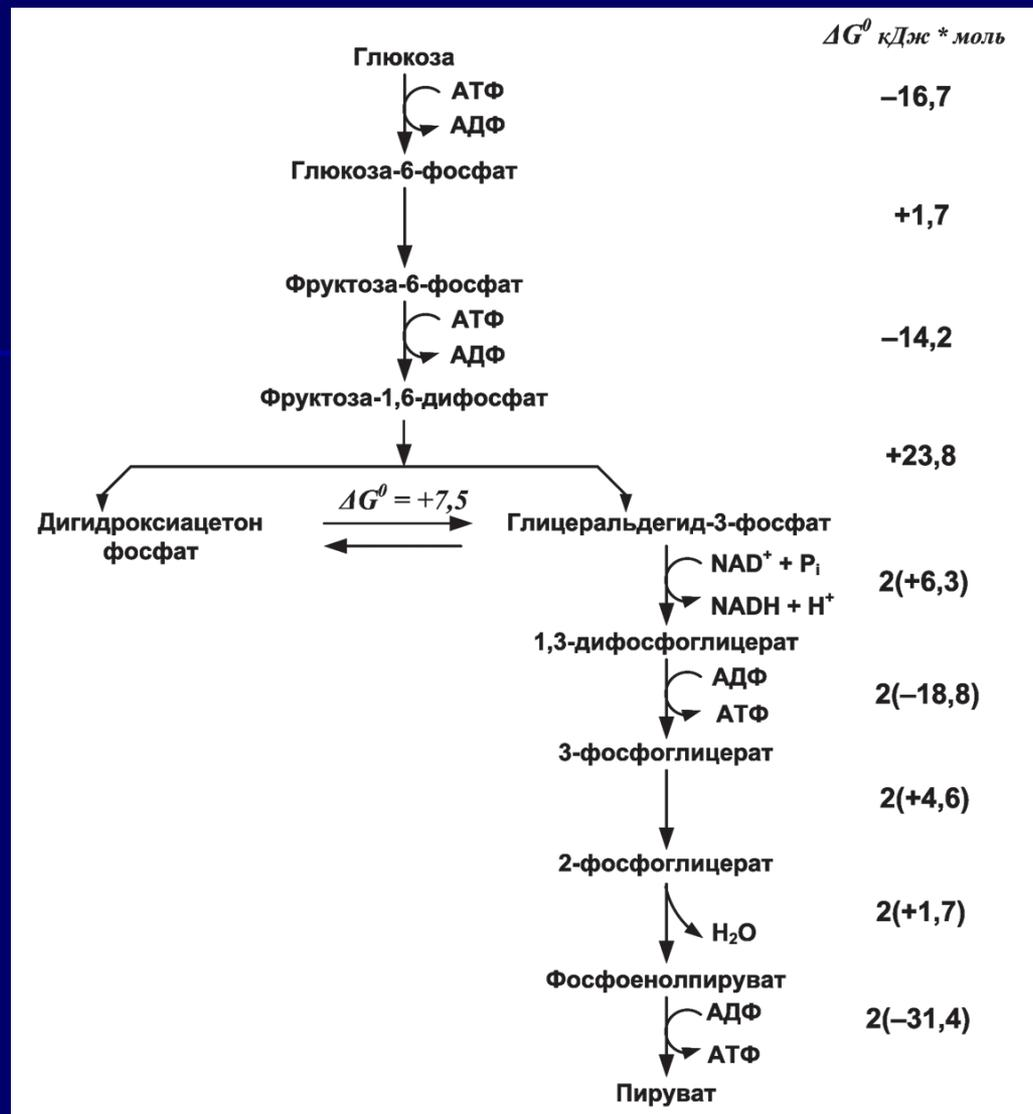 ΔG⁰ кДж * моль
Глюкоза
АТФ
–16,7
АДФ
Глюкоза-6-фосфат
+1,7
Фруктоза-6-фосфат
АТФ
–14,2
АДФ
Фруктоза-1,6-дифосфат
+23,8
ΔG⁰ = +7,5
Дигидроксиацетон
фосфат
Глицеральдегид-3-фосфат
NAD⁺ + Pᵢ
2(+6,3)
NADH + H⁺
1,3-дифосфоглицерат
АДФ
2(–18,8)
АТФ
3-фосфоглицерат
2(+4,6)
2-фосфоглицерат
2(+1,7)
H₂O
Фосфоенолпируват
АДФ
2(–31,4)
АТФ
Пируват